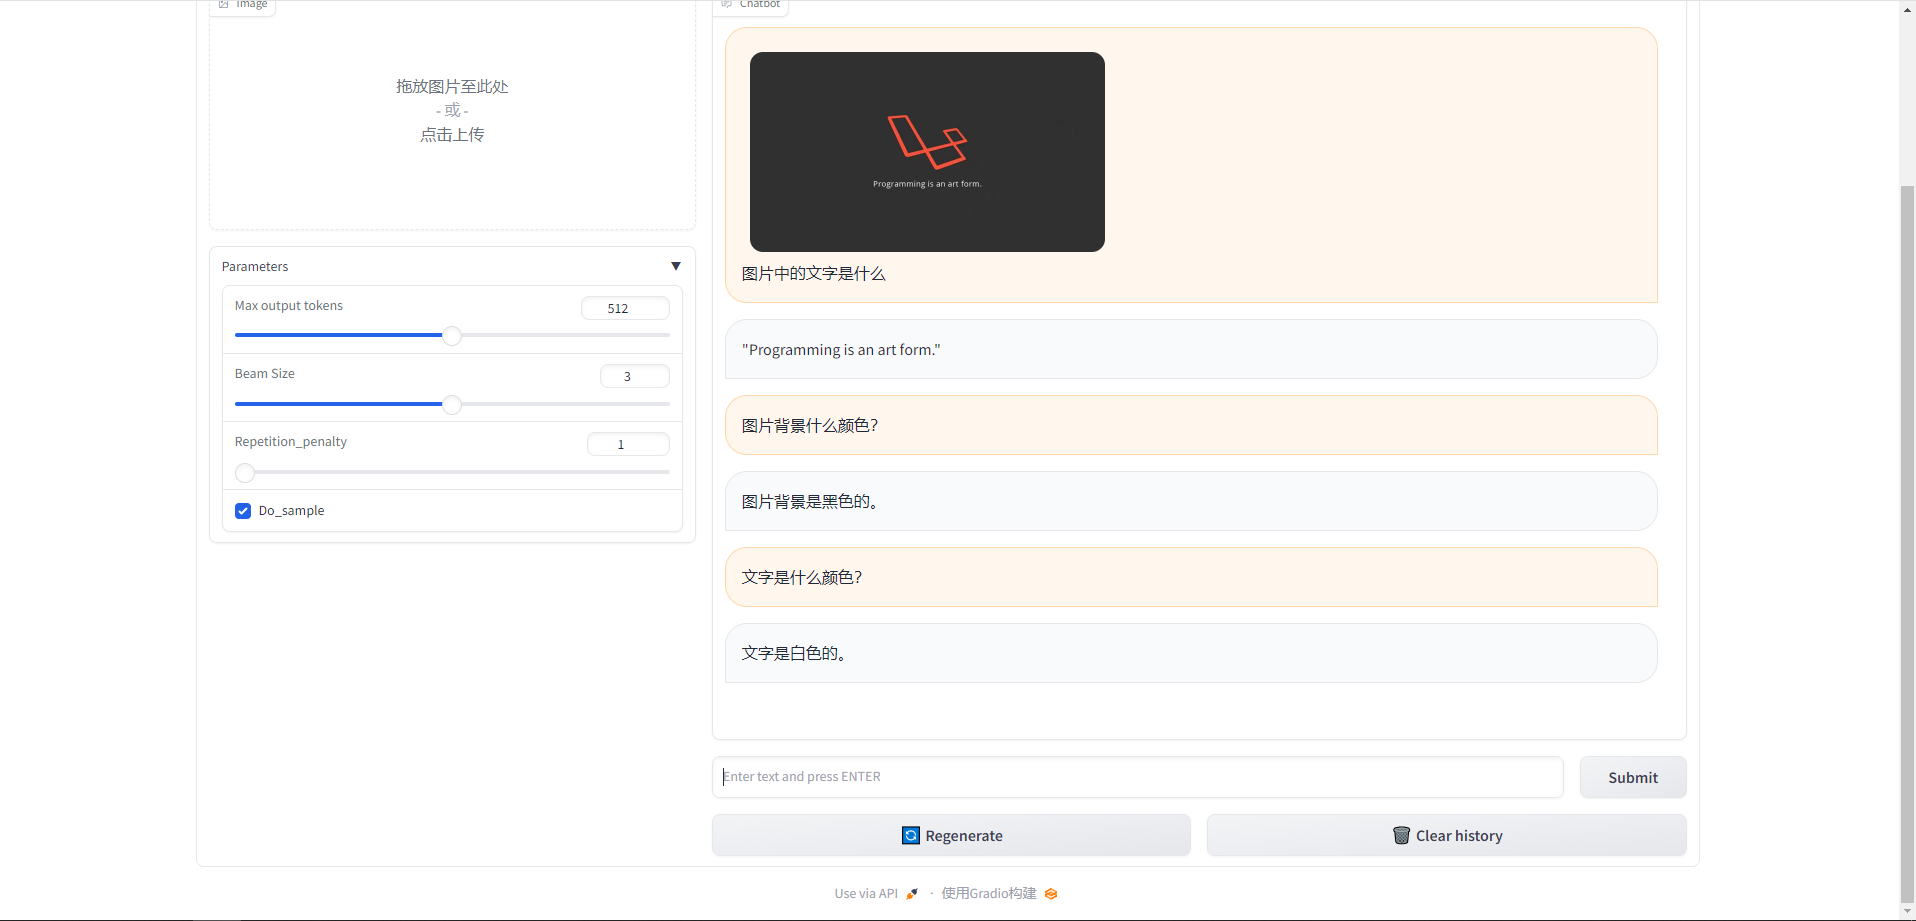 Image
拖放图片至此处
- 或 -
点击上传
Parameters
▼
Max output tokens
512
Beam Size
3
Repetition_penalty
1
Do_sample
Chatbot
Programming is an art form.
图片中的文字是什么
"Programming is an art form."
图片背景什么颜色?
图片背景是黑色的。
文字是什么颜色?
文字是白色的。
Enter text and press ENTER
Submit
Regenerate
Clear history
Use via API · 使用Gradio构建